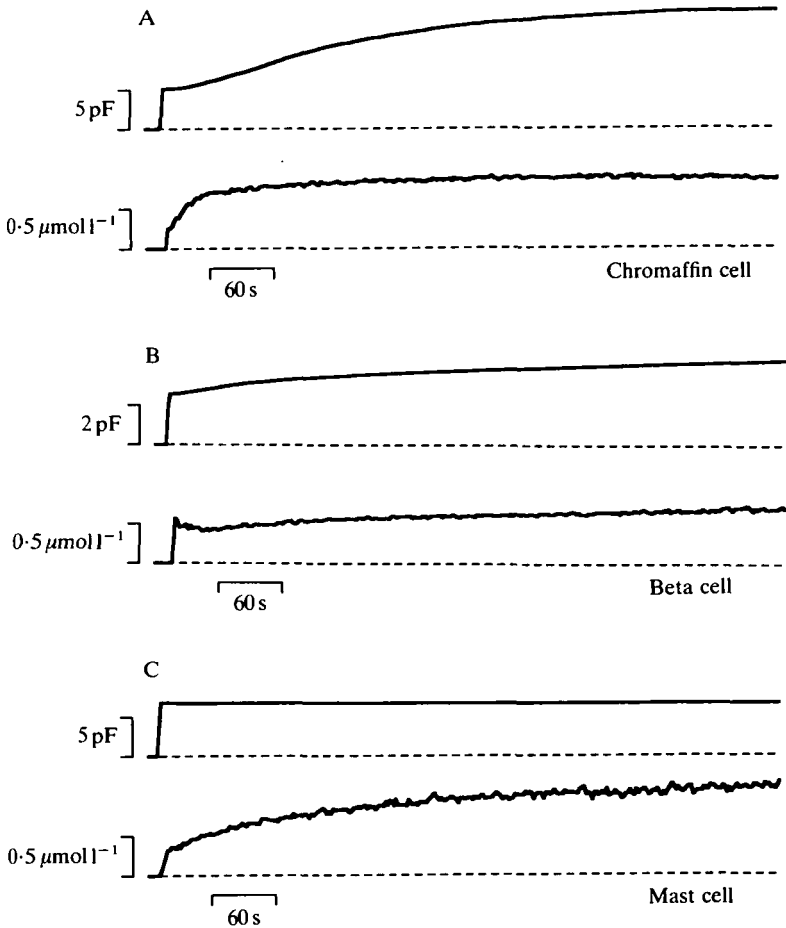 A
5 pF
0·5 μmol l⁻¹
60 s
Chromaffin cell
B
2 pF
0·5 μmol l⁻¹
60 s
Beta cell
C
5 pF
0·5 μmol l⁻¹
60 s
Mast cell